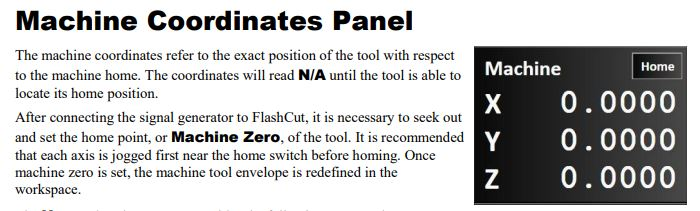 Machine Coordinates Panel
The machine coordinates refer to the exact position of the tool with respect
to the machine home. The coordinates will read N/A until the tool is able to
locate its home position.
After connecting the signal generator to FlashCut, it is necessary to seek out
and set the home point, or Machine Zero, of the tool. It is recommended
that each axis is jogged first near the home switch before homing. Once
machine zero is set, the machine tool envelope is redefined in the
workspace.
Machine Home
X 0.0000
Y 0.0000
Z 0.0000